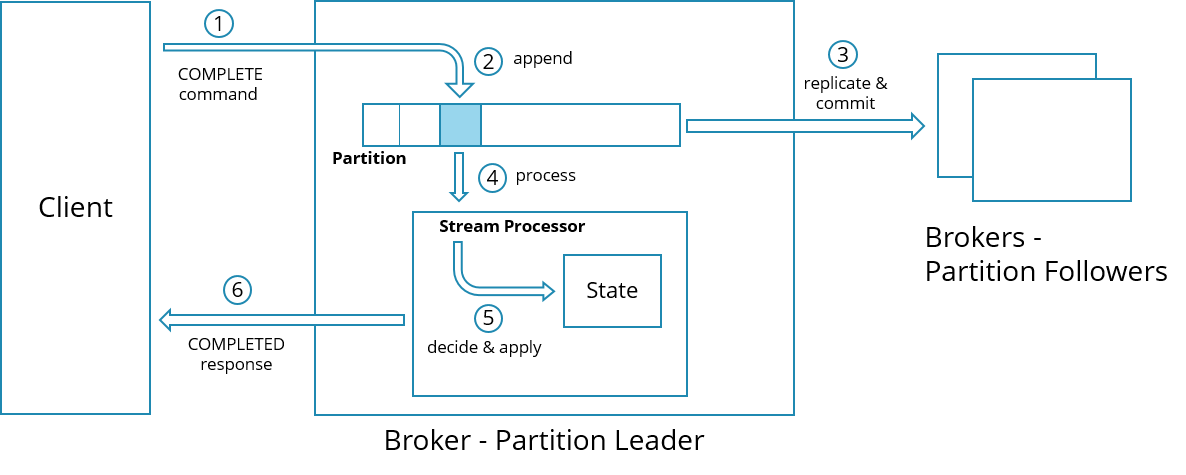 1
COMPLETE
command
2
append
3
replicate &
commit
Partition
4
process
Client
Stream Processor
State
5
decide & apply
6
COMPLETED
response
Brokers -
Partition Followers
Broker - Partition Leader